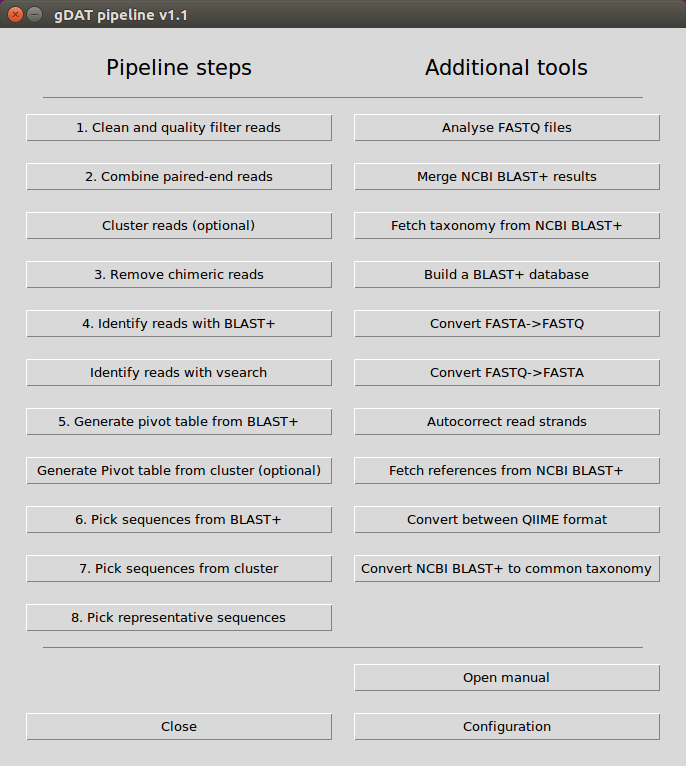 gDAT pipeline v1.1
Pipeline steps
Additional tools
1. Clean and quality filter reads
Analyse FASTQ files
2. Combine paired-end reads
Merge NCBI BLAST+ results
Cluster reads (optional)
Fetch taxonomy from NCBI BLAST+
3. Remove chimeric reads
Build a BLAST+ database
4. Identify reads with BLAST+
Convert FASTA->FASTQ
Identify reads with vsearch
Convert FASTQ->FASTA
5. Generate pivot table from BLAST+
Autocorrect read strands
Generate Pivot table from cluster (optional)
Fetch references from NCBI BLAST+
6. Pick sequences from BLAST+
Convert between QIIME format
7. Pick sequences from cluster
Convert NCBI BLAST+ to common taxonomy
8. Pick representative sequences
Open manual
Close
Configuration